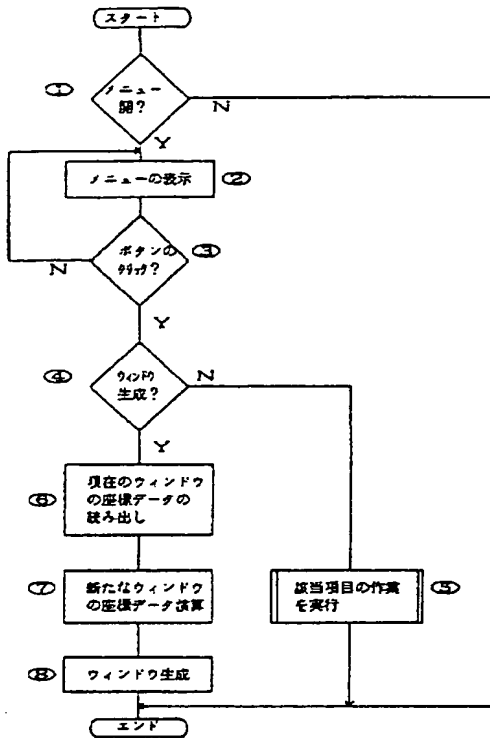 スタート
①
メニュー
開?
N
Y
メニューの表示
②
ボタンの
クリック?
③
N
Y
④
ウィンドウ
生成?
N
Y
⑥
現在のウィンドウ
の座標データの
読み出し
⑦
新たなウィンドウ
の座標データ演算
該当項目の作業
を実行
⑤
⑧
ウィンドウ生成
エンド